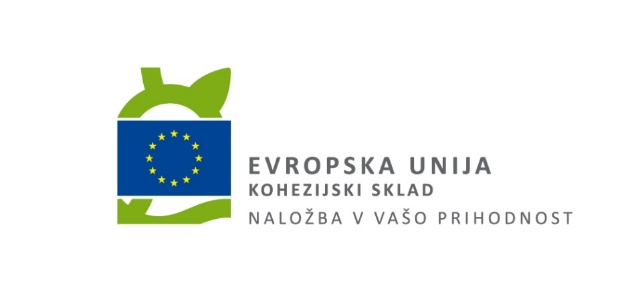 EVROPSKA UNIJA
KOHEZIJSKI SKLAD
NALOŽBA V VAŠO PRIHODNOST